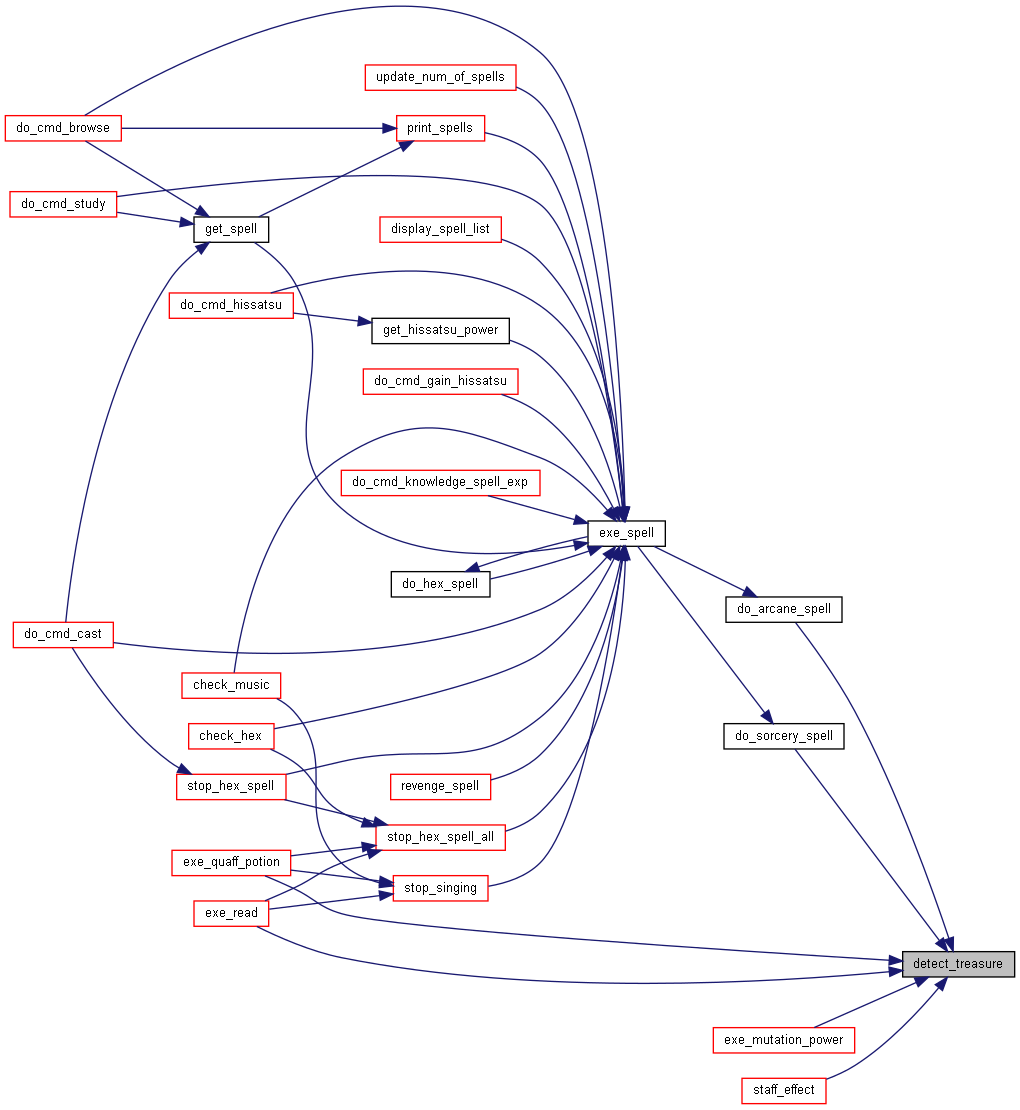 update_num_of_spells
do_cmd_browse
print_spells
do_cmd_study
get_spell
display_spell_list
do_cmd_hissatsu
get_hissatsu_power
do_cmd_gain_hissatsu
do_cmd_knowledge_spell_exp
exe_spell
do_hex_spell
do_arcane_spell
do_cmd_cast
check_music
check_hex
do_sorcery_spell
stop_hex_spell
revenge_spell
stop_hex_spell_all
exe_quaff_potion
stop_singing
exe_read
detect_treasure
exe_mutation_power
staff_effect